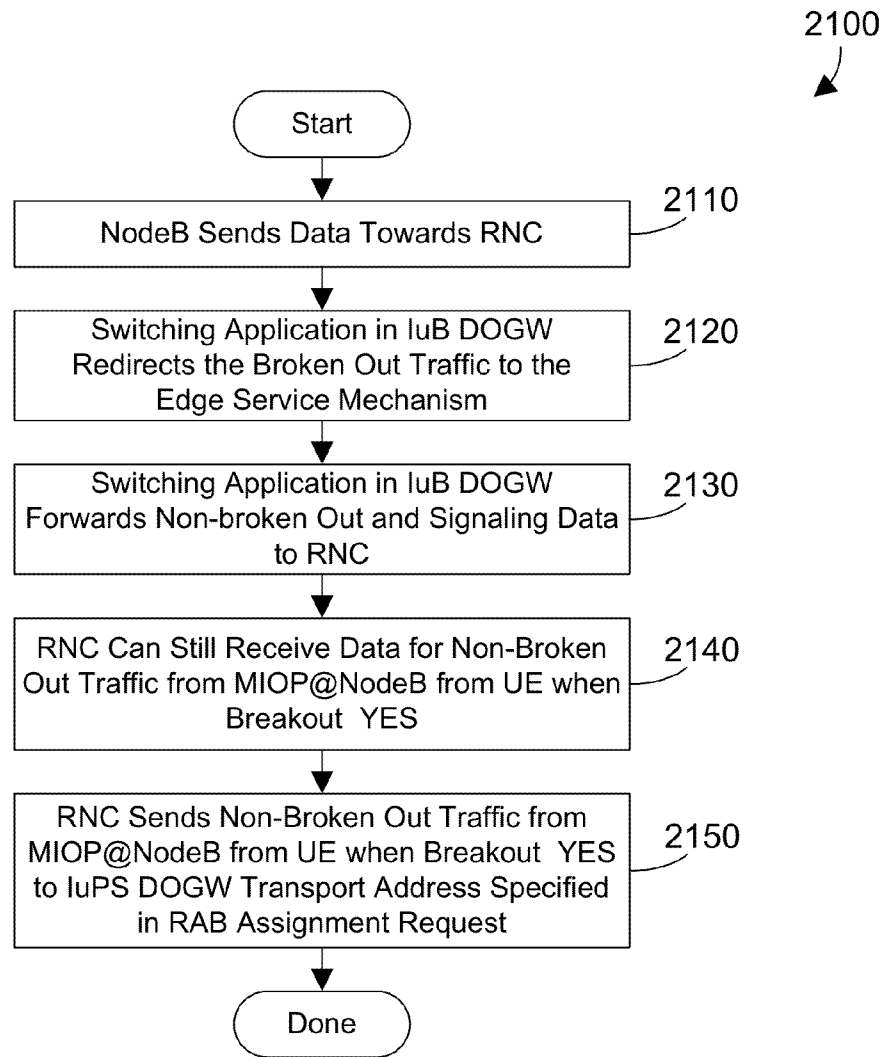 2100
Start
NodeB Sends Data Towards RNC
2110
Switching Application in IuB DOGW
Redirects the Broken Out Traffic to the
Edge Service Mechanism
2120
Switching Application in IuB DOGW
Forwards Non-broken Out and Signaling Data
to RNC
2130
RNC Can Still Receive Data for Non-Broken
Out Traffic from MIOP@NodeB from UE when
Breakout YES
2140
RNC Sends Non-Broken Out Traffic from
MIOP@NodeB from UE when Breakout YES
to IuPS DOGW Transport Address Specified
in RAB Assignment Request
2150
Done